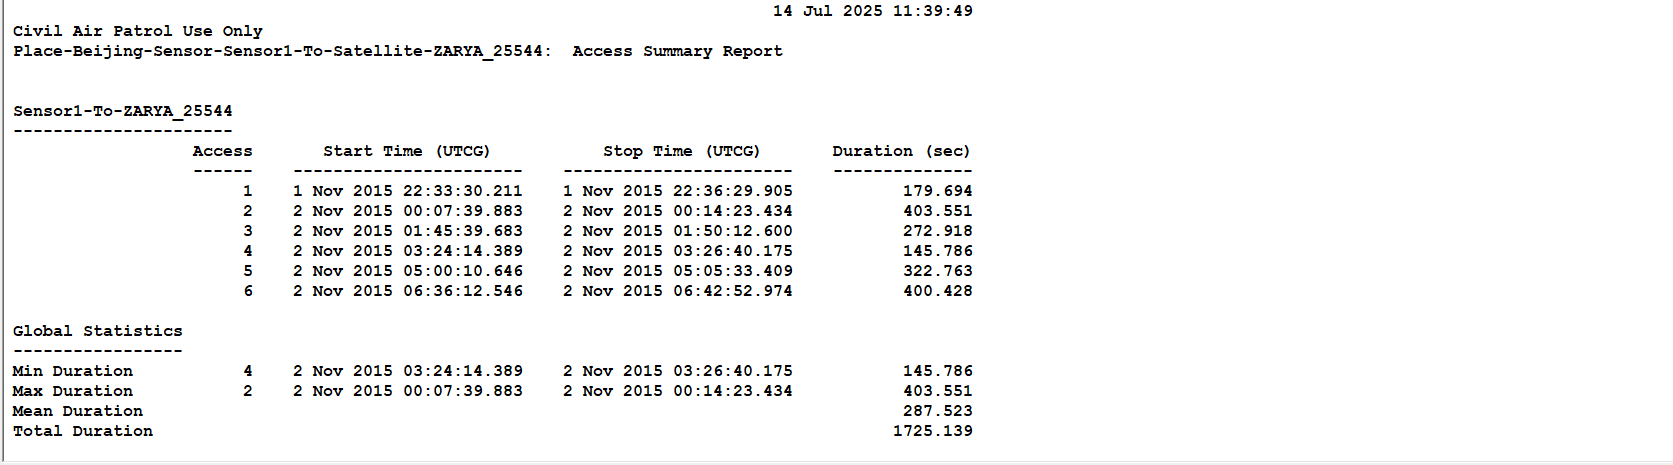 14 Jul 2025 11:39:49
Civil Air Patrol Use Only
Place-Beijing-Sensor-Sensor1-To-Satellite-ZARYA_25544:  Access Summary Report
Sensor1-To-ZARYA_25544
----------------------
Access    Start Time (UTCG)    Stop Time (UTCG)    Duration (sec)
------    -----------------------    -----------------------    --------------
1    1 Nov 2015 22:33:30.211    1 Nov 2015 22:36:29.905    179.694
2    2 Nov 2015 00:07:39.883    2 Nov 2015 00:14:23.434    403.551
3    2 Nov 2015 01:45:39.683    2 Nov 2015 01:50:12.600    272.918
4    2 Nov 2015 03:24:14.389    2 Nov 2015 03:26:40.175    145.786
5    2 Nov 2015 05:00:10.646    2 Nov 2015 05:05:33.409    322.763
6    2 Nov 2015 06:36:12.546    2 Nov 2015 06:42:52.974    400.428
Global Statistics
-----------------
Min Duration    4    2 Nov 2015 03:24:14.389    2 Nov 2015 03:26:40.175    145.786
Max Duration    2    2 Nov 2015 00:07:39.883    2 Nov 2015 00:14:23.434    403.551
Mean Duration    287.523
Total Duration    1725.139